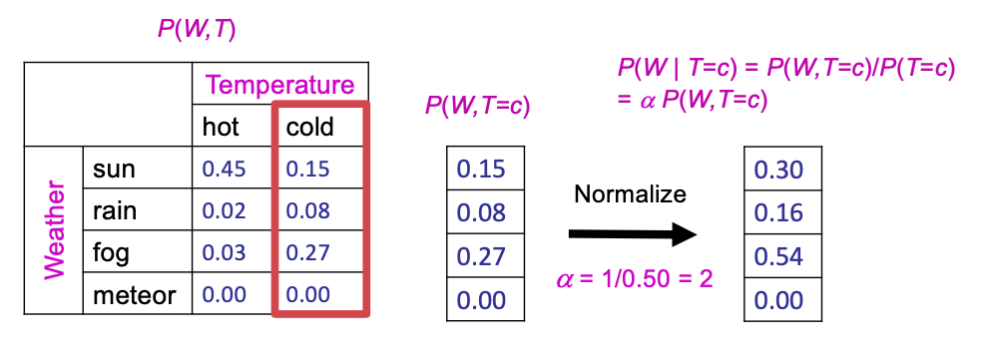 P(W,T)
Temperature
hot cold
Weather
sun 0.45 0.15
rain 0.02 0.08
fog 0.03 0.27
meteor 0.00 0.00
P(W,T=c)
0.15
0.08
0.27
0.00
Normalize
α = 1/0.50 = 2
P(W | T=c) = P(W,T=c)/P(T=c)
= α P(W,T=c)
0.30
0.16
0.54
0.00